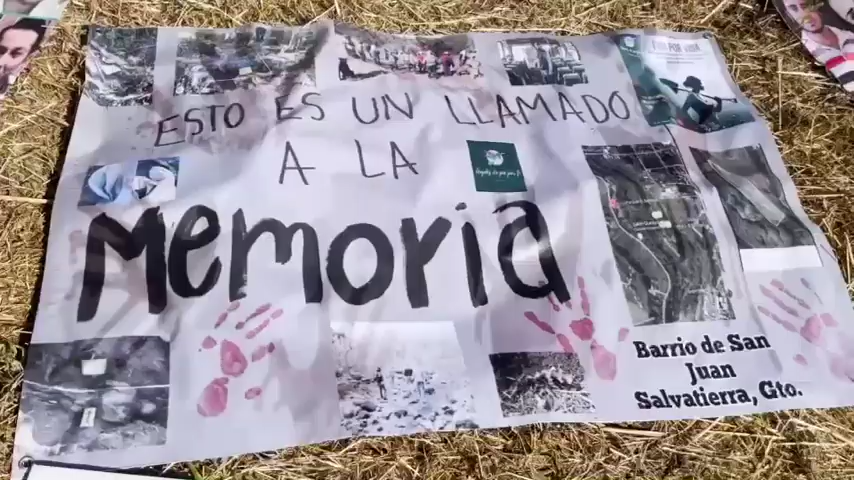 ESTO ES UN LLAMADO
A LA
Memoria
Barrio de San
Juan
Salvatierra, Gto.